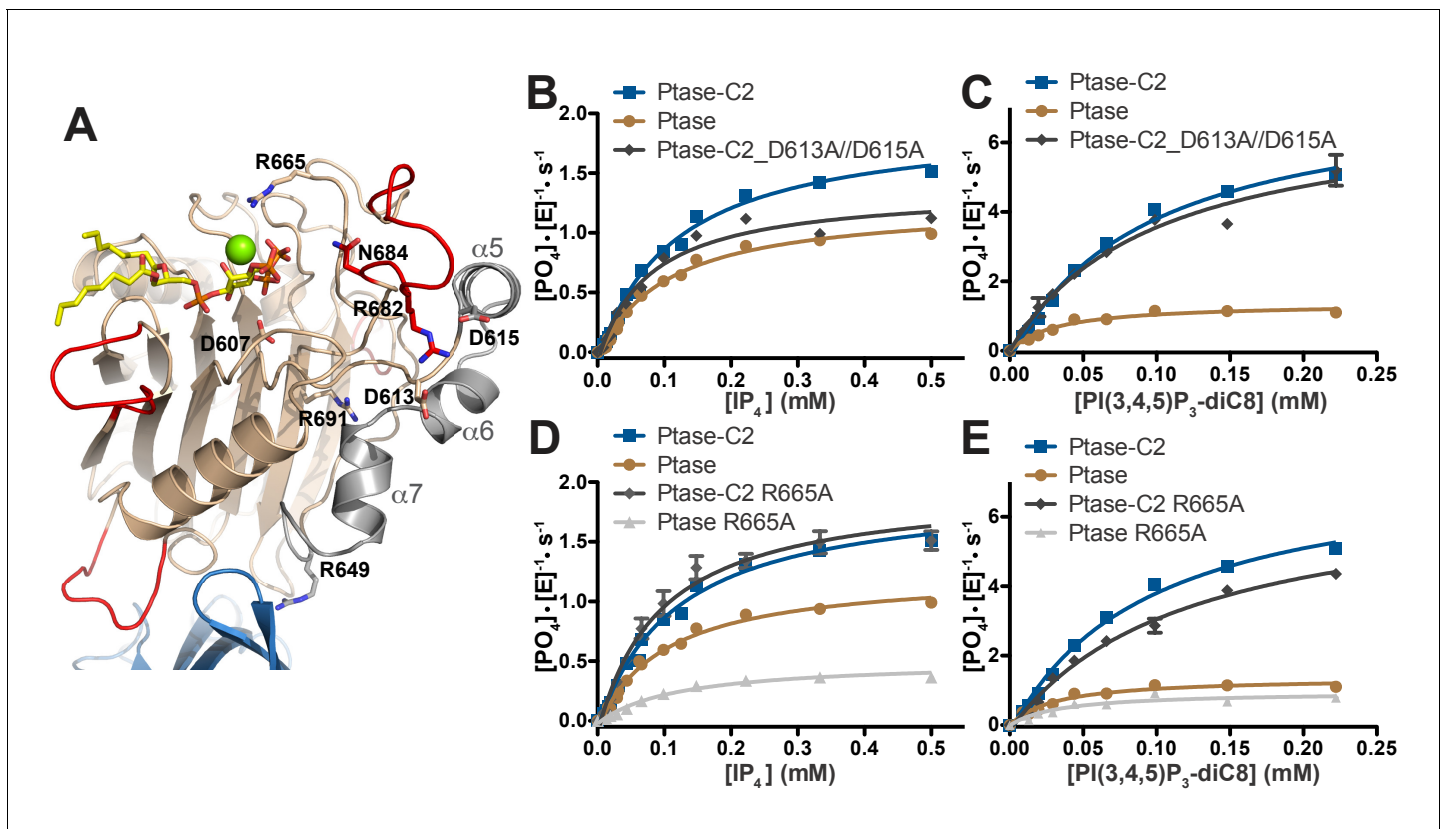 A
R665
N684
α5
R682
D615
D607
D613
R691
α6
α7
R649
B
Ptase-C2
Ptase
Ptase-C2_D613A//D615A
[PO4]· [E]-1· s-1
2.0
1.5
1.0
0.5
0.0
0.0 0.1 0.2 0.3 0.4 0.5
[IP4] (mM)
C
Ptase-C2
Ptase
Ptase-C2_D613A//D615A
[PO4]· [E]-1· s-1
6
4
2
0
0.00 0.05 0.10 0.15 0.20 0.25
[PI(3,4,5)P3-diC8] (mM)
D
Ptase-C2
Ptase
Ptase-C2 R665A
Ptase R665A
[PO4]· [E]-1· s-1
2.0
1.5
1.0
0.5
0.0
0.0 0.1 0.2 0.3 0.4 0.5
[IP4] (mM)
E
Ptase-C2
Ptase
Ptase-C2 R665A
Ptase R665A
[PO4]· [E]-1· s-1
6
4
2
0
0.00 0.05 0.10 0.15 0.20 0.25
[PI(3,4,5)P3-diC8] (mM)